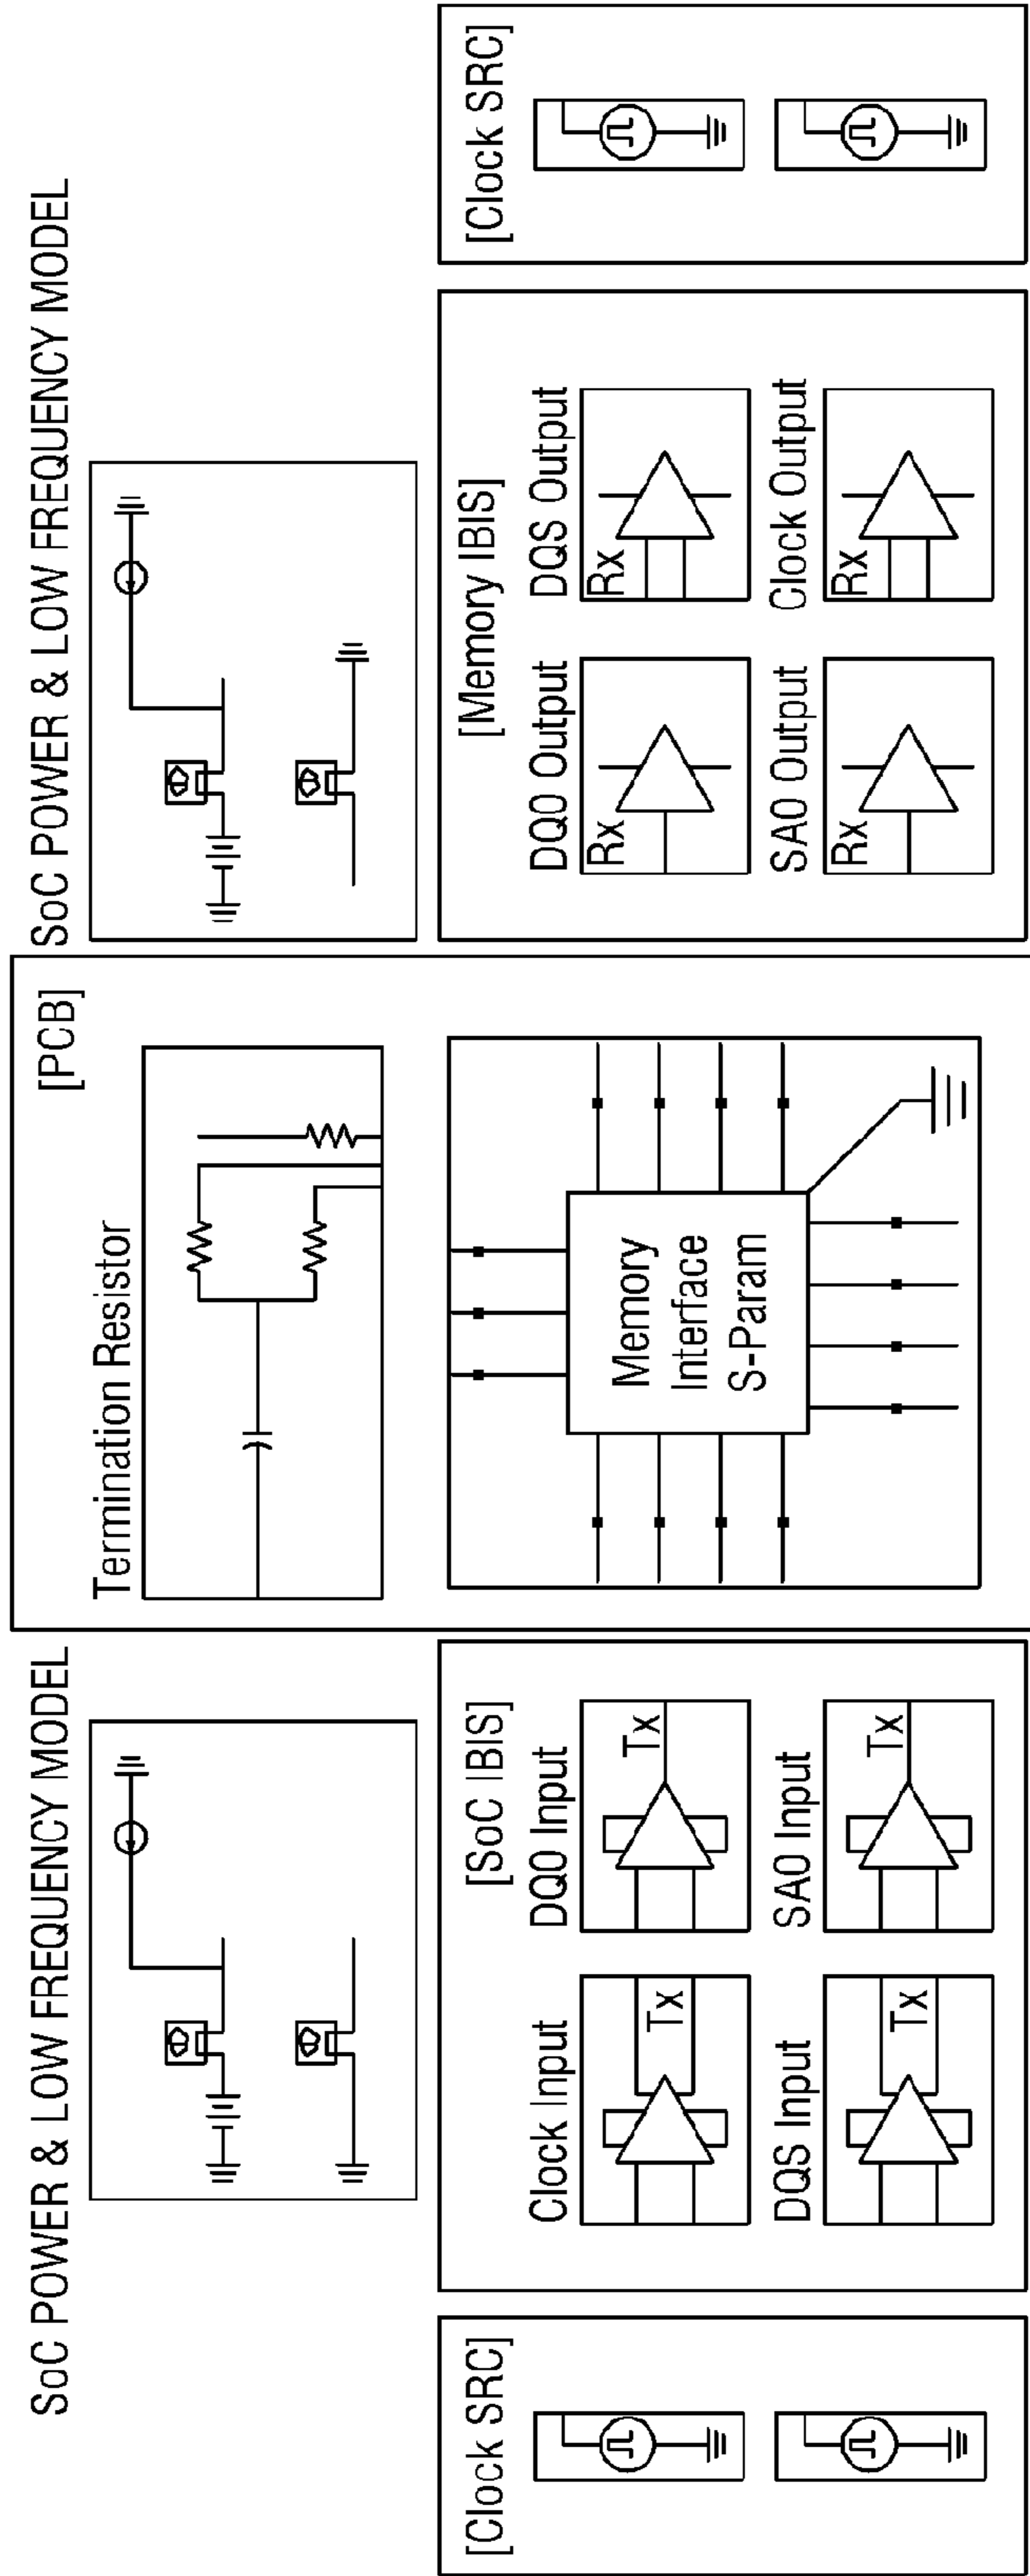 SoC POWER & LOW FREQUENCY MODEL
[PCB]
SoC POWER & LOW FREQUENCY MODEL
Termination Resistor
[Clock SRC]
[SoC IBIS]
Clock Input
DQ0 Input
Tx
Tx
DQS Input
SA0 Input
Tx
Tx
Memory
Interface
S-Param
[Memory IBIS]
DQ0 Output
DQS Output
Rx
Rx
SA0 Output
Clock Output
Rx
Rx
[Clock SRC]